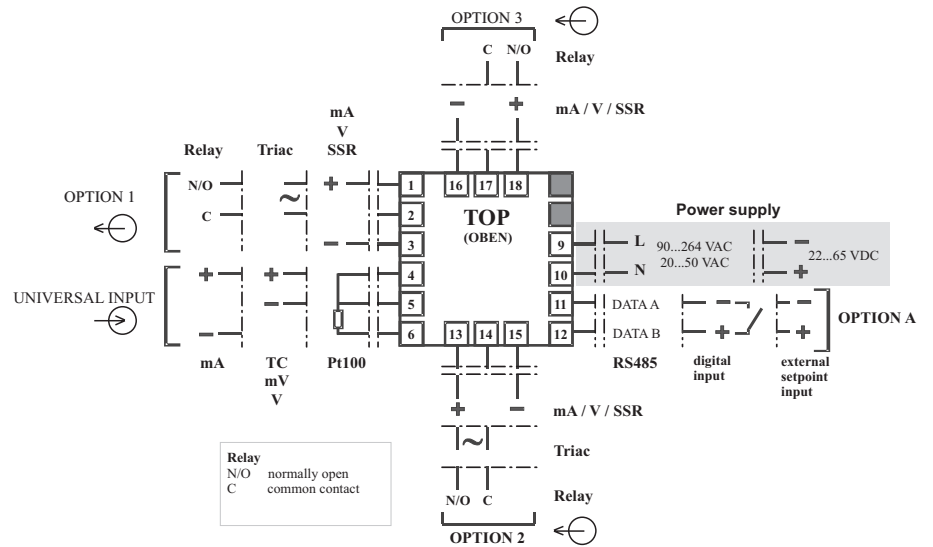 OPTION 3
C N/O
Relay
− + mA / V / SSR
mA
V
SSR
Relay Triac
OPTION 1
N/O ~ +
C
−
1
2
3
4
5
6
16 17 18
TOP
(OBEN)
9
10
11
12
13 14 15
Power supply
L 90...264 VAC −
N 20...50 VAC +
22...65 VDC
UNIVERSAL INPUT
+ +
−
−
mA TC Pt100
mV
V
DATA A − −
DATA B + +
OPTION A
RS485 digital
input
external
setpoint
input
+ − mA / V / SSR
~ Triac
N/O C Relay
OPTION 2
Relay
N/O normally open
C common contact